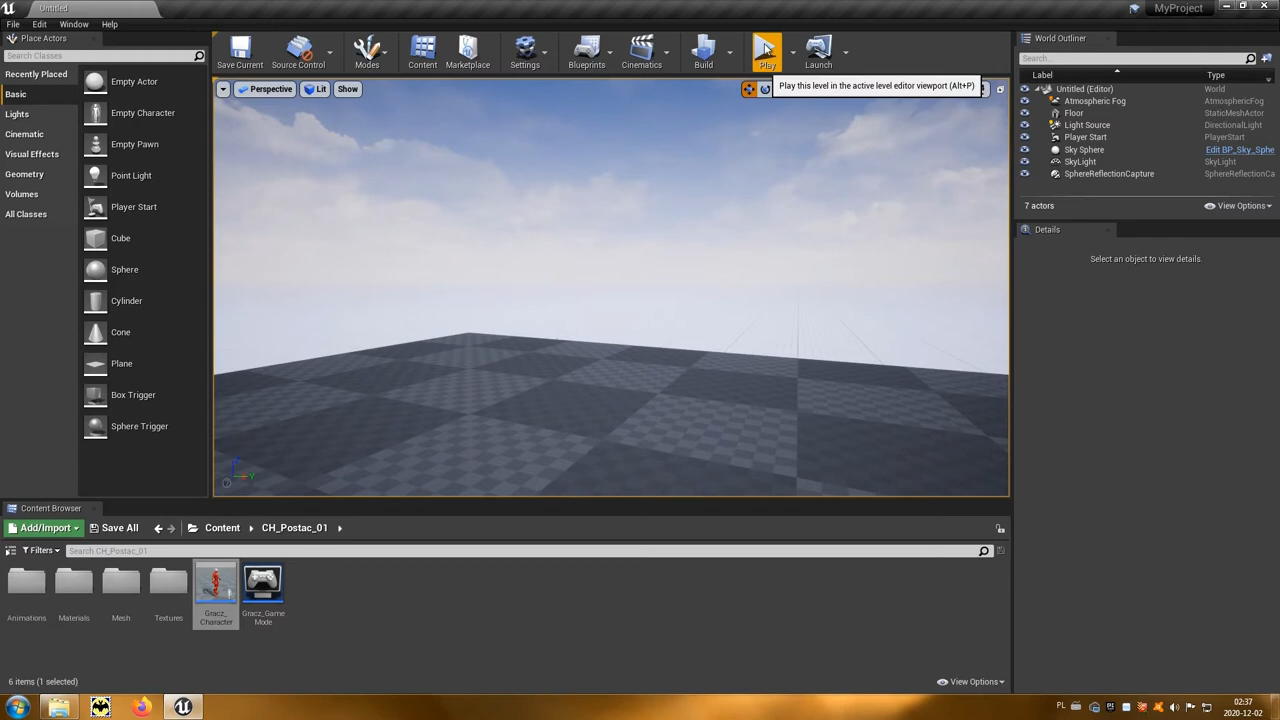 Untitled
MyProject
File Edit Window Help
Place Actors
Search Classes
Recently Placed
Basic
Lights
Cinematic
Visual Effects
Geometry
Volumes
All Classes
Empty Actor
Empty Character
Empty Pawn
Point Light
Player Start
Cube
Sphere
Cylinder
Cone
Plane
Box Trigger
Sphere Trigger
Save Current Source Control Modes Content Marketplace Settings Blueprints Cinematics Build Play Launch
Perspective Lit Show
Play this level in the active level editor viewport (Alt+P)
World Outliner
Search...
Label Type
Untitled (Editor) World
Atmospheric Fog AtmosphericFog
Floor StaticMeshActor
Light Source DirectionalLight
Player Start PlayerStart
Sky Sphere Edit BP_Sky_Sphe
SkyLight SkyLight
SphereReflectionCapture SphereReflectionCa
7 actors View Options
Details
Select an object to view details.
Content Browser
Add/Import Save All Content CH_Postac_01
Filters Search CH_Postac_01
Animations Materials Mesh Textures
Gracz_
Character
Gracz_Game
Mode
6 items (1 selected) View Options
PL
02:37
2020-12-02